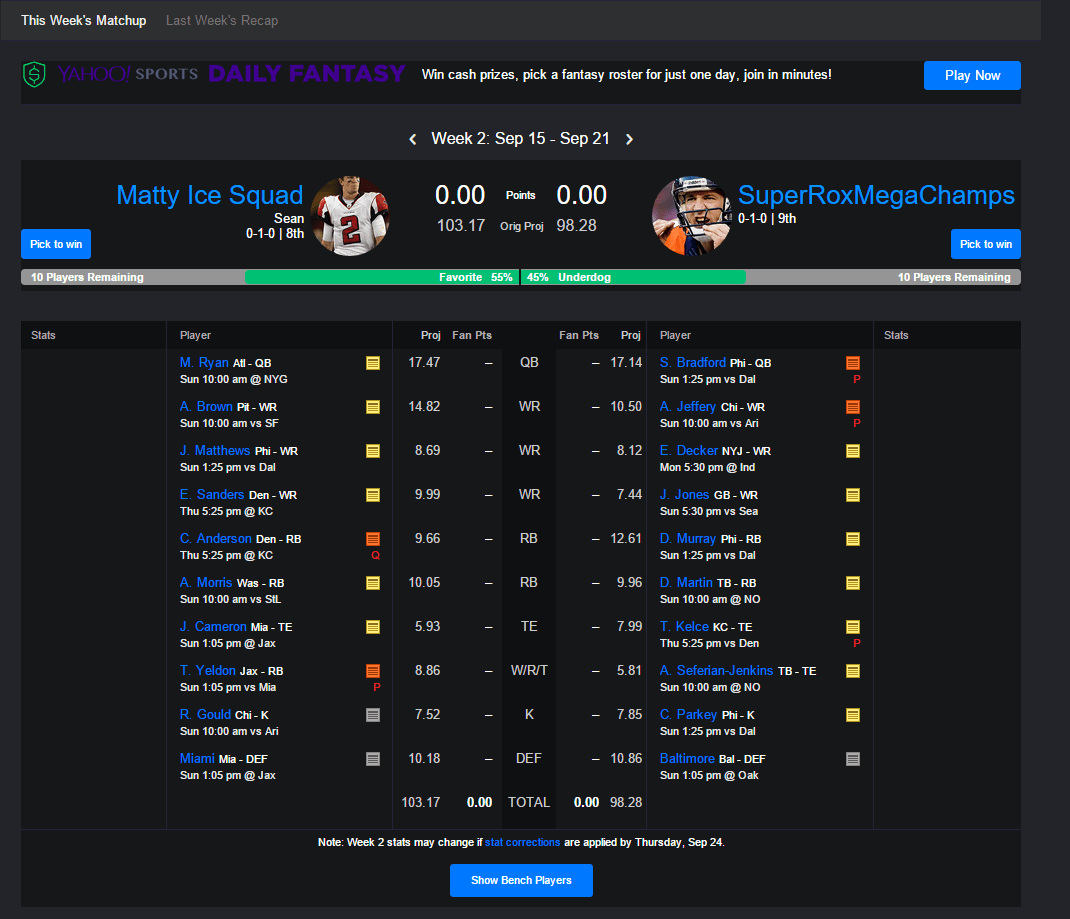 This Week's Matchup Last Week's Recap
YAHOO! SPORTS DAILY FANTASY Win cash prizes, pick a fantasy roster for just one day, join in minutes! Play Now
Week 2: Sep 15 - Sep 21
Matty Ice Squad 0.00 Points 0.00 SuperRoxMegaChamps
Sean 0-1-0 | 9th
0-1-0 | 8th 103.17 Orig Proj 98.28
Pick to win Pick to win
10 Players Remaining Favorite 55% 45% Underdog 10 Players Remaining
Stats Player Proj Fan Pts Fan Pts Proj Player Stats
M. Ryan Atl - QB 17.47 – QB – 17.14 S. Bradford Phi - QB
Sun 10:00 am @ NYG Sun 1:25 pm vs Dal P
A. Brown Pit - WR 14.82 – WR – 10.50 A. Jeffery Chi - WR
Sun 10:00 am vs SF Sun 10:00 am vs Ari P
J. Matthews Phi - WR 8.69 – WR – 8.12 E. Decker NYJ - WR
Sun 1:25 pm vs Dal Mon 5:30 pm @ Ind
E. Sanders Den - WR 9.99 – WR – 7.44 J. Jones GB - WR
Thu 5:25 pm @ KC Sun 5:30 pm vs Sea
C. Anderson Den - RB 9.66 – RB – 12.61 D. Murray Phi - RB
Thu 5:25 pm @ KC Q Sun 1:25 pm vs Dal
A. Morris Was - RB 10.05 – RB – 9.96 D. Martin TB - RB
Sun 10:00 am vs StL Sun 10:00 am @ NO
J. Cameron Mia - TE 5.93 – TE – 7.99 T. Kelce KC - TE
Sun 1:05 pm @ Jax Thu 5:25 pm vs Den P
T. Yeldon Jax - RB 8.86 – W/R/T – 5.81 A. Seferian-Jenkins TB - TE
Sun 1:05 pm vs Mia P Sun 10:00 am @ NO
R. Gould Chi - K 7.52 – K – 7.85 C. Parkey Phi - K
Sun 10:00 am vs Ari Sun 1:25 pm vs Dal
Miami Mia - DEF 10.18 – DEF – 10.86 Baltimore Bal - DEF
Sun 1:05 pm @ Jax Sun 1:05 pm @ Oak
103.17 0.00 TOTAL 0.00 98.28
Note: Week 2 stats may change if stat corrections are applied by Thursday, Sep 24.
Show Bench Players